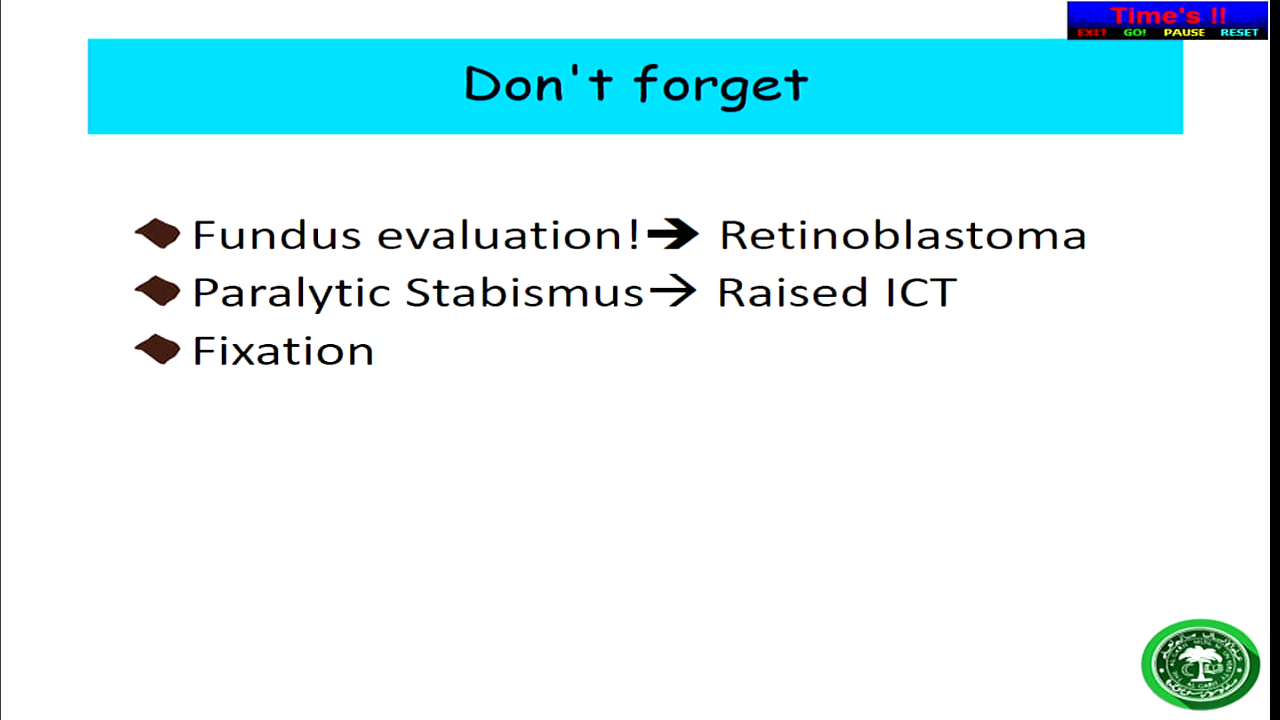 Time's !!
EXIT GO! PAUSE RESET
Don't forget
Fundus evaluation!➔ Retinoblastoma
Paralytic Stabismus→ Raised ICT
Fixation